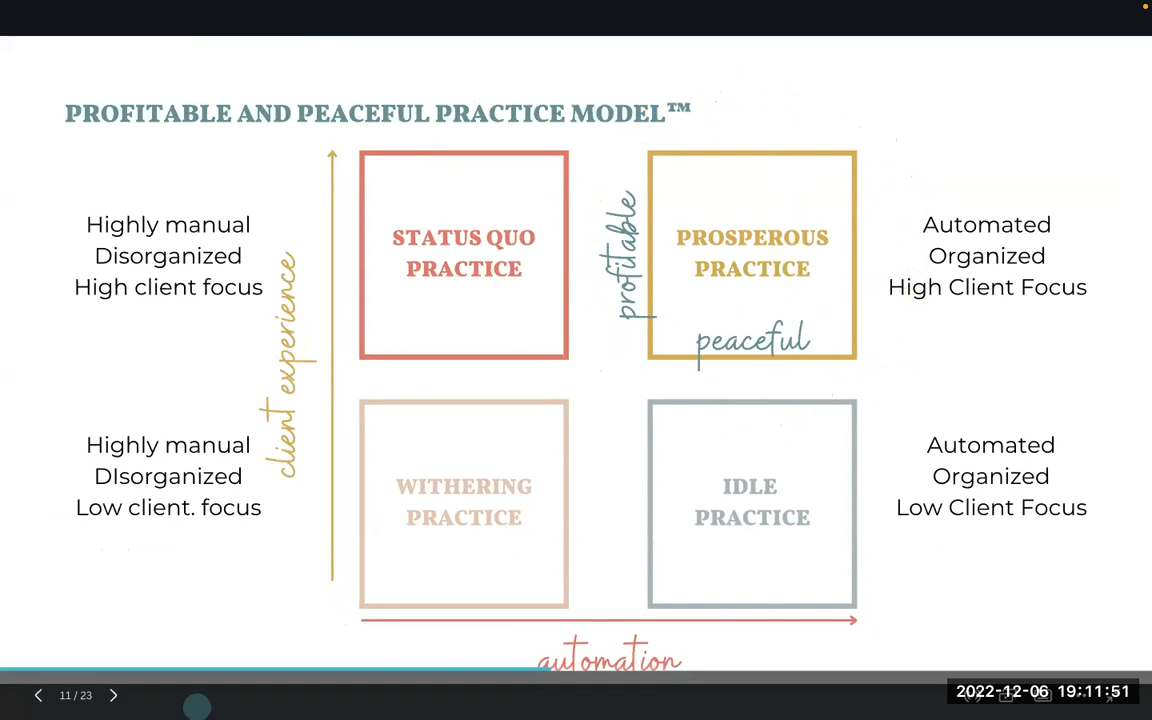 PROFITABLE AND PEACEFUL PRACTICE MODEL™
Highly manual
Disorganized
High client focus
client experience
STATUS QUO
PRACTICE
profitable
PROSPEROUS
PRACTICE
peaceful
Automated
Organized
High Client Focus
Highly manual
DIsorganized
Low client. focus
WITHERING
PRACTICE
IDLE
PRACTICE
Automated
Organized
Low Client Focus
automation
11 / 23
2022-12-06 19:11:51